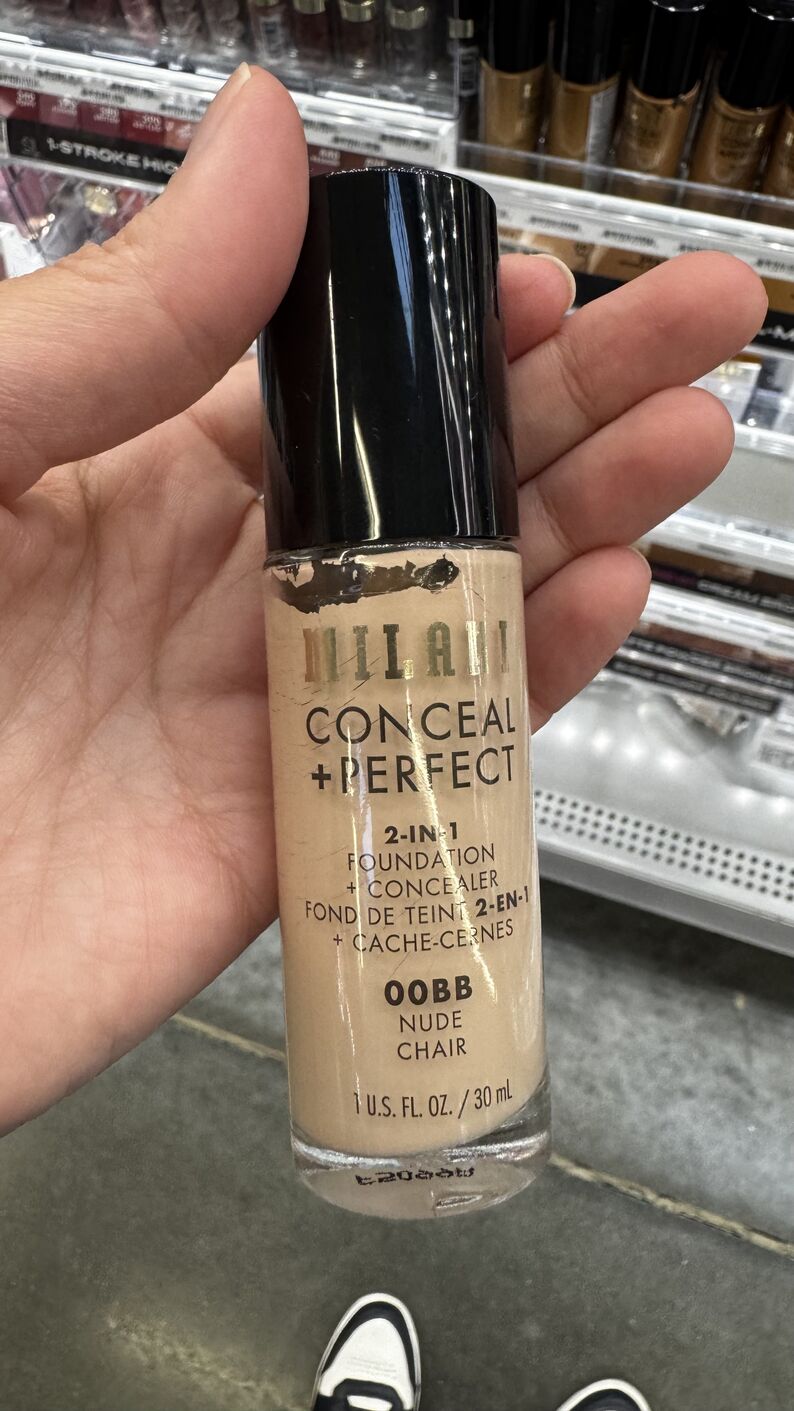 1-STROKE MIC
MILANI
CONCEAL
+PERFECT
2-IN-1
FOUNDATION
+ CONCEALER
FOND DE TEINT 2-EN-1
+ CACHE-CERNES
00BB
NUDE
CHAIR
1 U.S. FL. OZ. / 30 mL